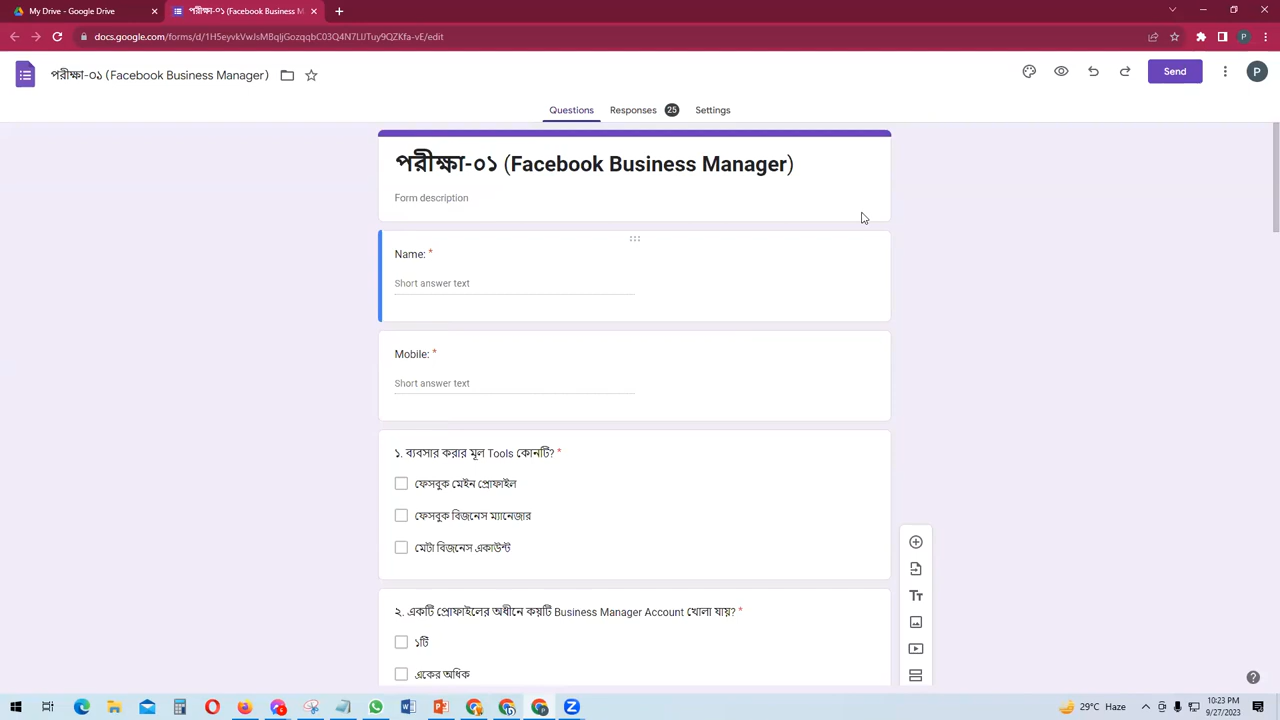 My Drive - Google Drive
পরীক্ষা-০১ (Facebook Business M
docs.google.com/forms/d/1H5eyvkVwJsMBqljGozqqbC03Q4N7LlJTuy9QZKfa-vE/edit
পরীক্ষা-০১ (Facebook Business Manager)
Send
P
Questions
Responses 25
Settings
পরীক্ষা-০১ (Facebook Business Manager)
Form description
Name: *
Short answer text
Mobile: *
Short answer text
১. ব্যবসার করার মূল Tools কোনটি? *
ফেসবুক মেইন প্রোফাইল
ফেসবুক বিজনেস ম্যানেজার
মেটা বিজনেস একাউন্ট
২. একটি প্রোফাইলের অধীনে কয়টি Business Manager Account খোলা যায়? *
১টি
একের অধিক
29°C Haze
10:23 PM
9/27/2023